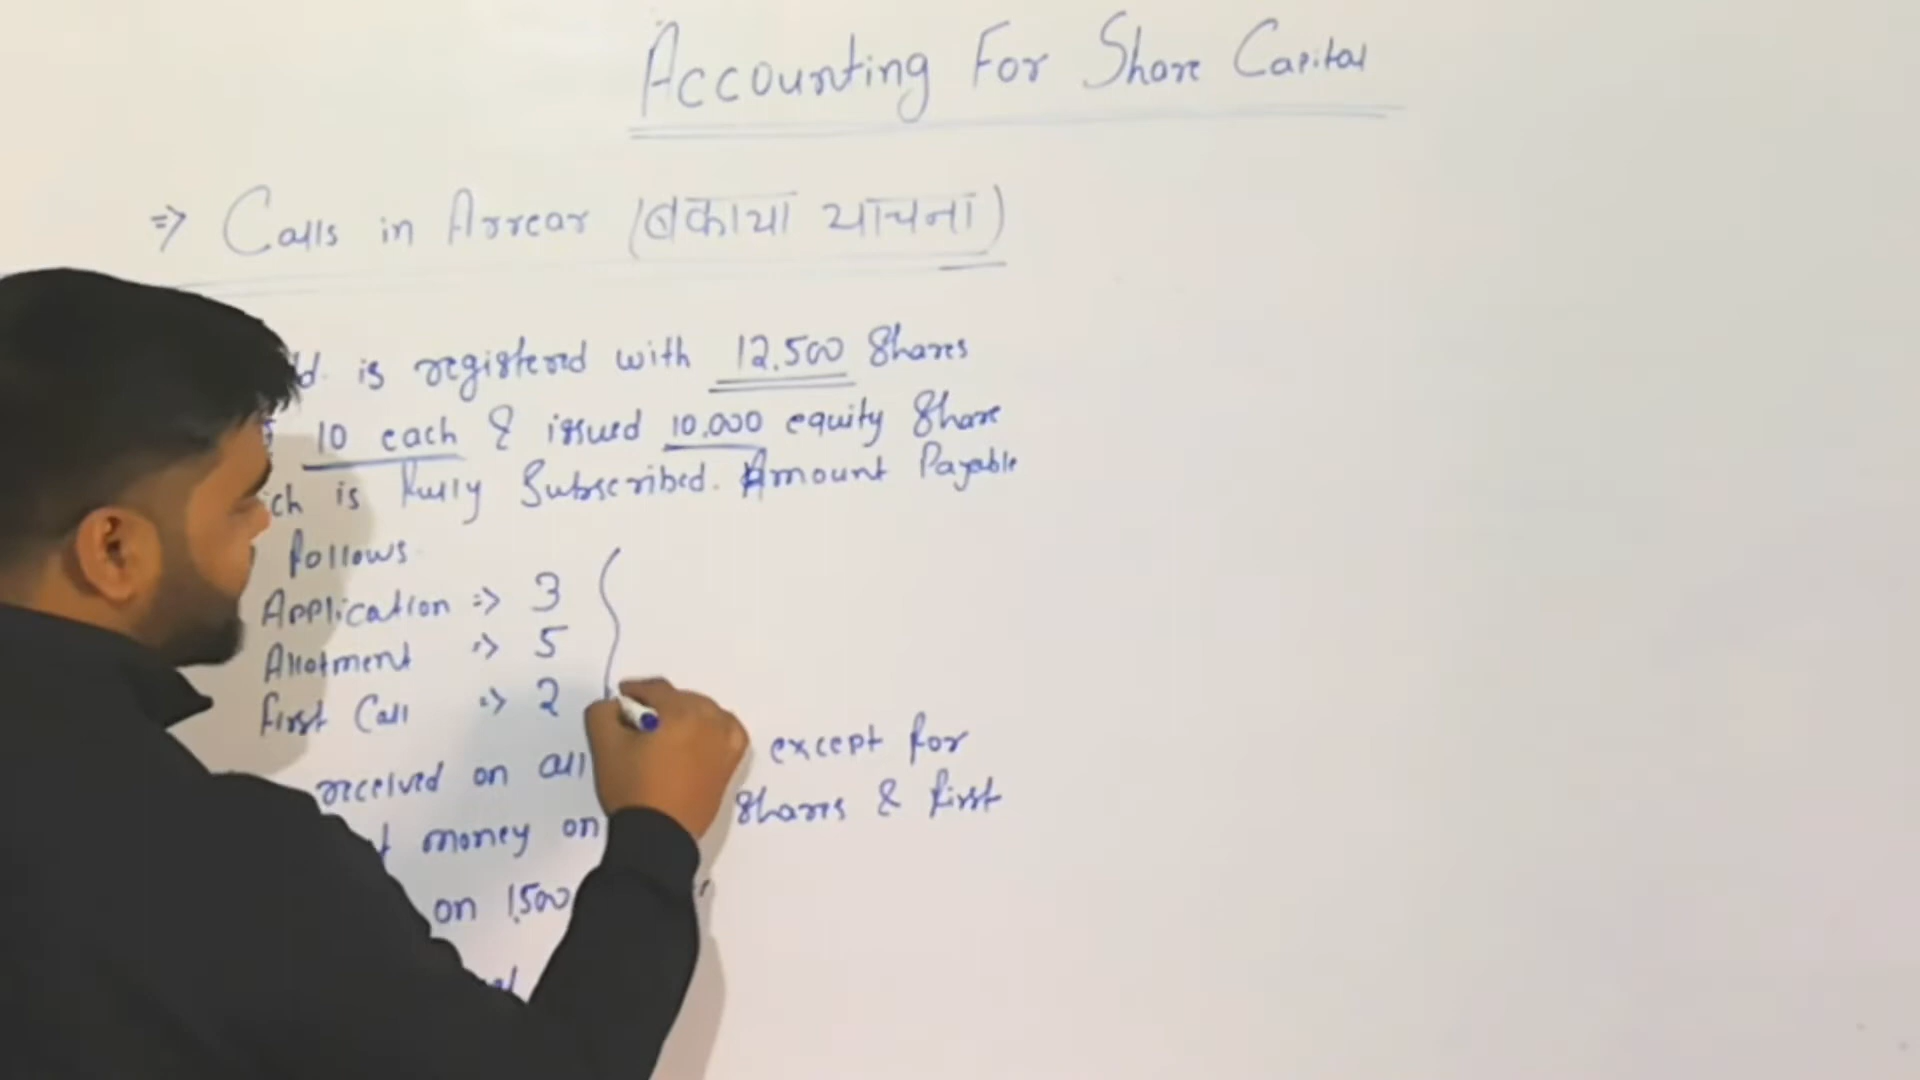 Accounting For Share Capital
=> Calls in Arrear (बकाया याचना)
is registered with 12,500 Shares
10 each & issued 10,000 equity Share
is fully Subscribed. Amount Payable
follows
Application => 3
Allotment => 5
First Call => 2
received on all except for
money on Shares & first
on 1,500